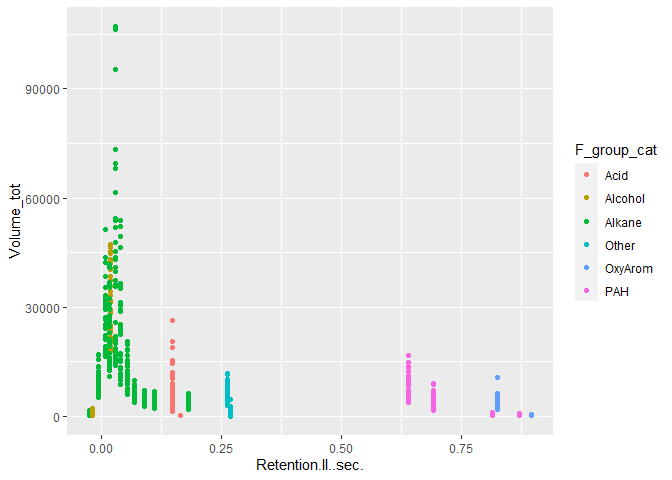 Volume_tot
90000
60000
30000
0
0.00
0.25
0.50
0.75
Retention.II..sec.
F_group_cat
Acid
Alcohol
Alkane
Other
OxyArom
PAH